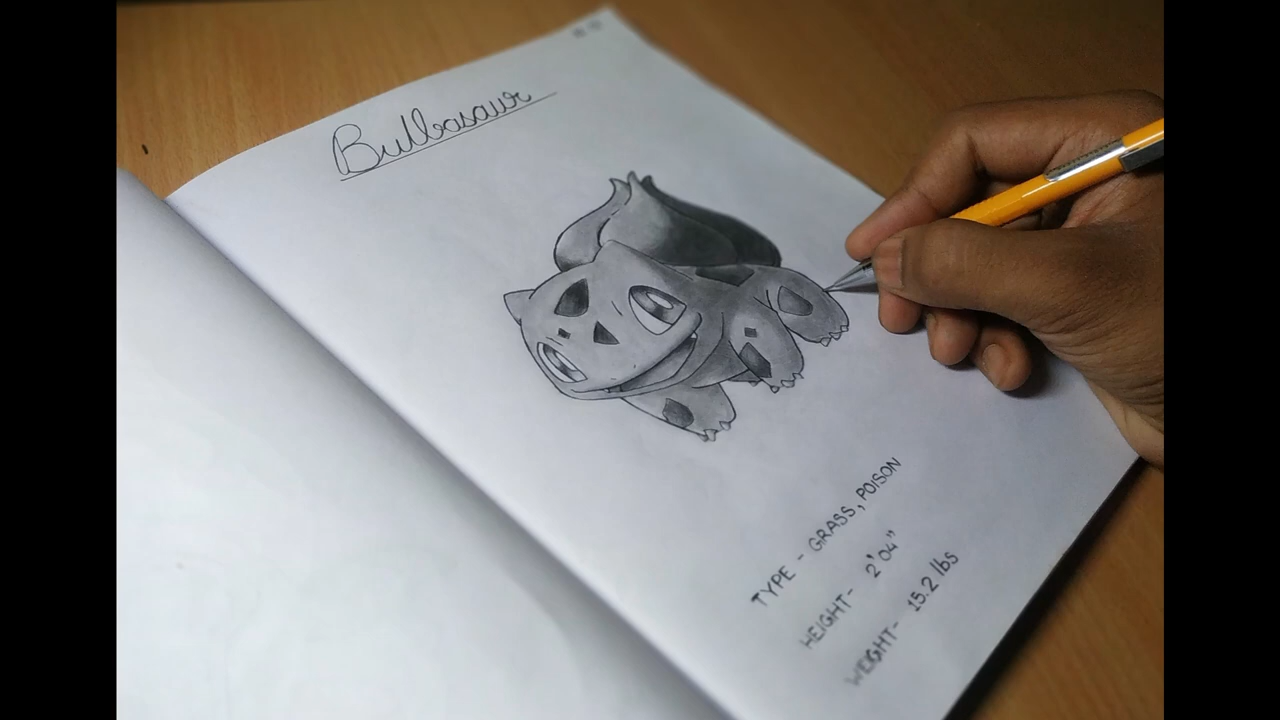 Bulbasaur
TYPE - GRASS, POISON
HEIGHT- 2'04"
WEIGHT- 15.2 lbs